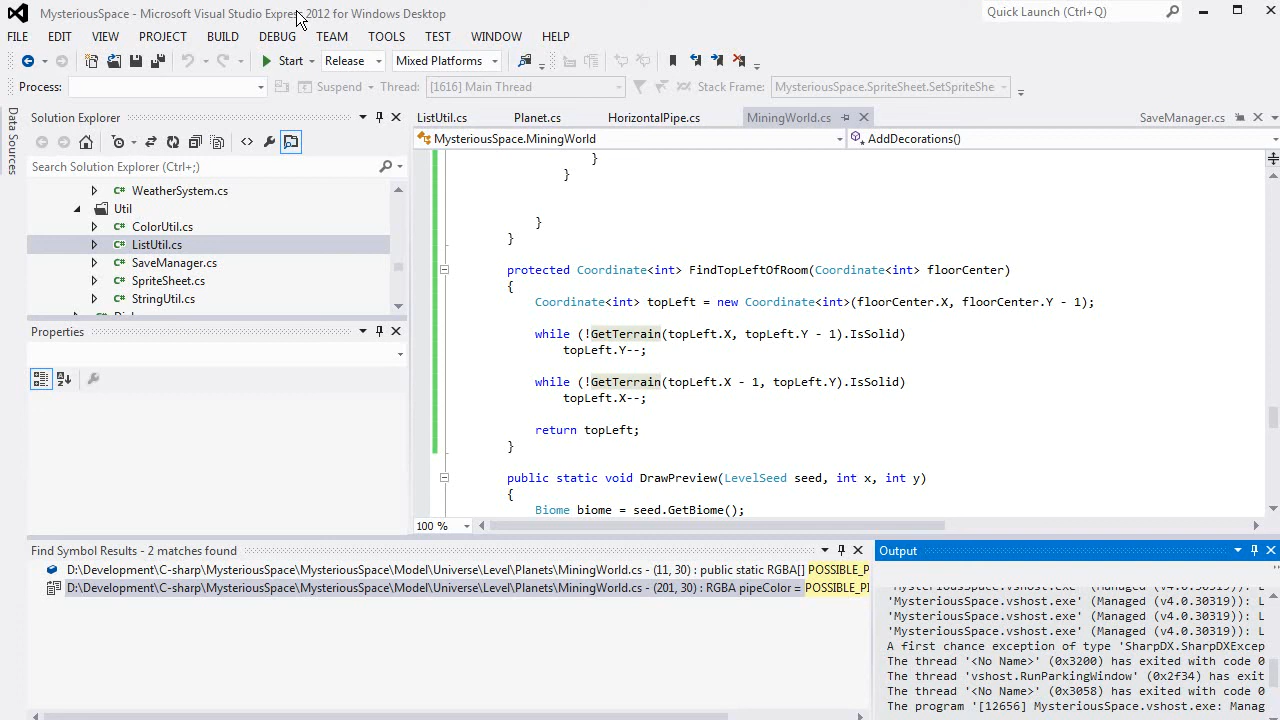 MysteriousSpace - Microsoft Visual Studio Express 2012 for Windows Desktop
Quick Launch (Ctrl+Q)
FILE EDIT VIEW PROJECT BUILD DEBUG TEAM TOOLS TEST WINDOW HELP
Start Release Mixed Platforms
Process: Suspend Thread: [1616] Main Thread Stack Frame: MysteriousSpace.SpriteSheet.SetSpriteShe
Data Sources
Solution Explorer
Search Solution Explorer (Ctrl+;)
WeatherSystem.cs
Util
ColorUtil.cs
ListUtil.cs
SaveManager.cs
SpriteSheet.cs
StringUtil.cs
Properties
ListUtil.cs Planet.cs HorizontalPipe.cs MiningWorld.cs SaveManager.cs
MysteriousSpace.MiningWorld AddDecorations()
}
}
}
}
protected Coordinate<int> FindTopLeftOfRoom(Coordinate<int> floorCenter)
{
Coordinate<int> topLeft = new Coordinate<int>(floorCenter.X, floorCenter.Y - 1);
while (!GetTerrain(topLeft.X, topLeft.Y - 1).IsSolid)
topLeft.Y--;
while (!GetTerrain(topLeft.X - 1, topLeft.Y).IsSolid)
topLeft.X--;
return topLeft;
}
public static void DrawPreview(LevelSeed seed, int x, int y)
{
Biome biome = seed.GetBiome();
100 %
Find Symbol Results - 2 matches found
D:\Development\C-sharp\MysteriousSpace\MysteriousSpace\Model\Universe\Level\Planets\MiningWorld.cs - (11, 30) : public static RGBA[] POSSIBLE_P
D:\Development\C-sharp\MysteriousSpace\MysteriousSpace\Model\Universe\Level\Planets\MiningWorld.cs - (201, 30) : RGBA pipeColor = POSSIBLE_P
Output
'MysteriousSpace.vshost.exe' (Managed (v4.0.30319)): L
'MysteriousSpace.vshost.exe' (Managed (v4.0.30319)): L
'MysteriousSpace.vshost.exe' (Managed (v4.0.30319)): L
'MysteriousSpace.vshost.exe' (Managed (v4.0.30319)): L
A first chance exception of type 'SharpDX.SharpDXExcep
The thread '<No Name>' (0x3200) has exited with code 0
The thread 'vshost.RunParkingWindow' (0x2f34) has exit
The thread '<No Name>' (0x3058) has exited with code 0
The program '[12656] MysteriousSpace.vshost.exe: Manag